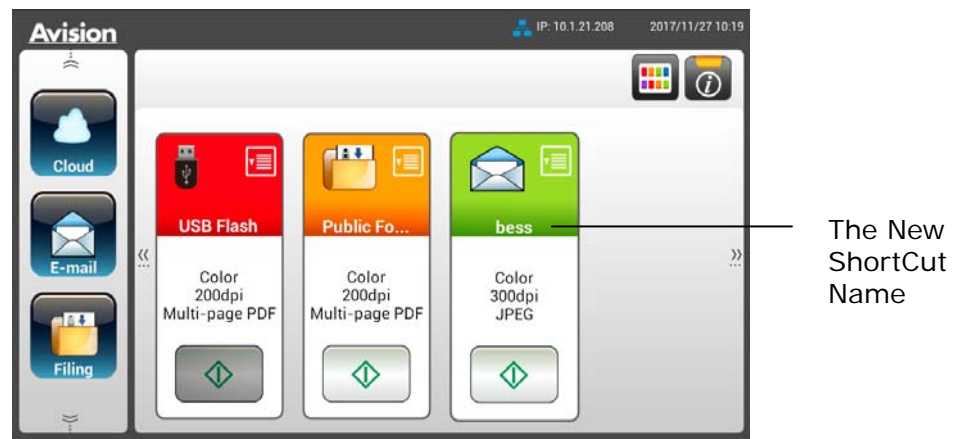 Avision
IP: 10.1.21.208
2017/11/27 10:19
Cloud
E-mail
Filing
USB Flash
Color
200dpi
Multi-page PDF
Public Fo...
Color
200dpi
Multi-page PDF
bess
Color
300dpi
JPEG
The New
ShortCut
Name